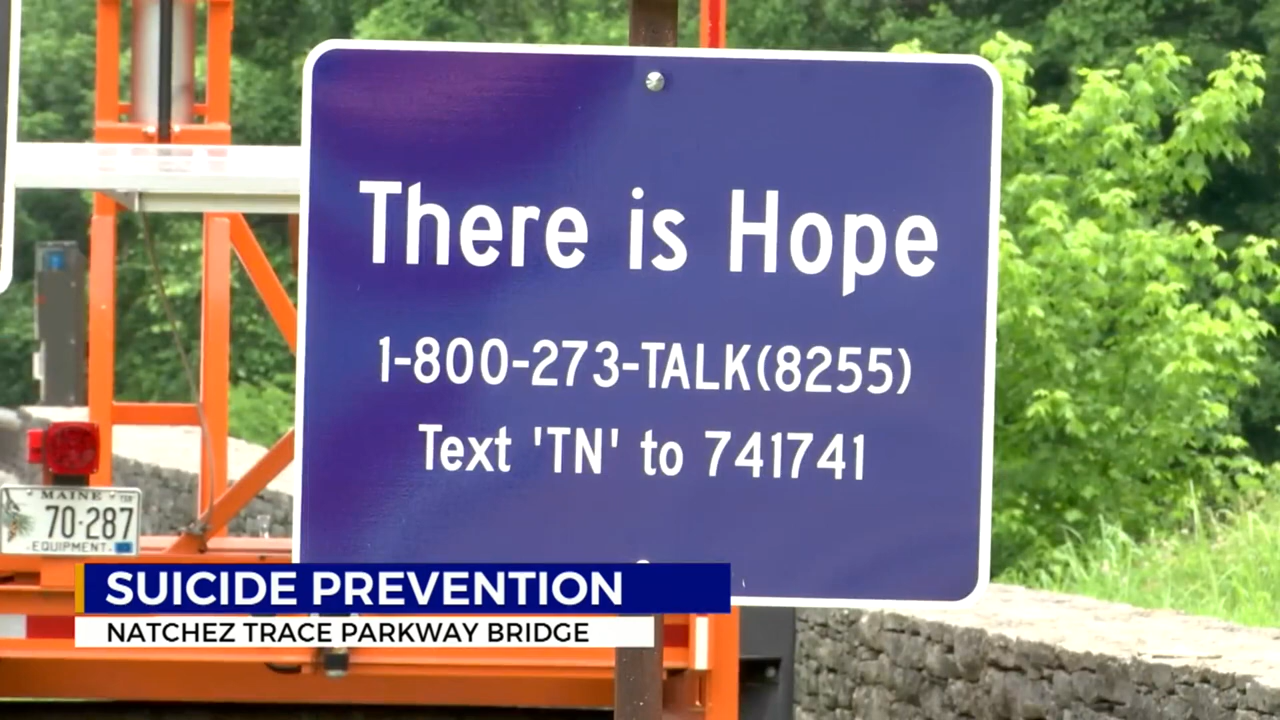 There is Hope
1-800-273-TALK(8255)
Text 'TN' to 741741
MAINE
70·287
EQUIPMENT
SUICIDE PREVENTION
NATCHEZ TRACE PARKWAY BRIDGE